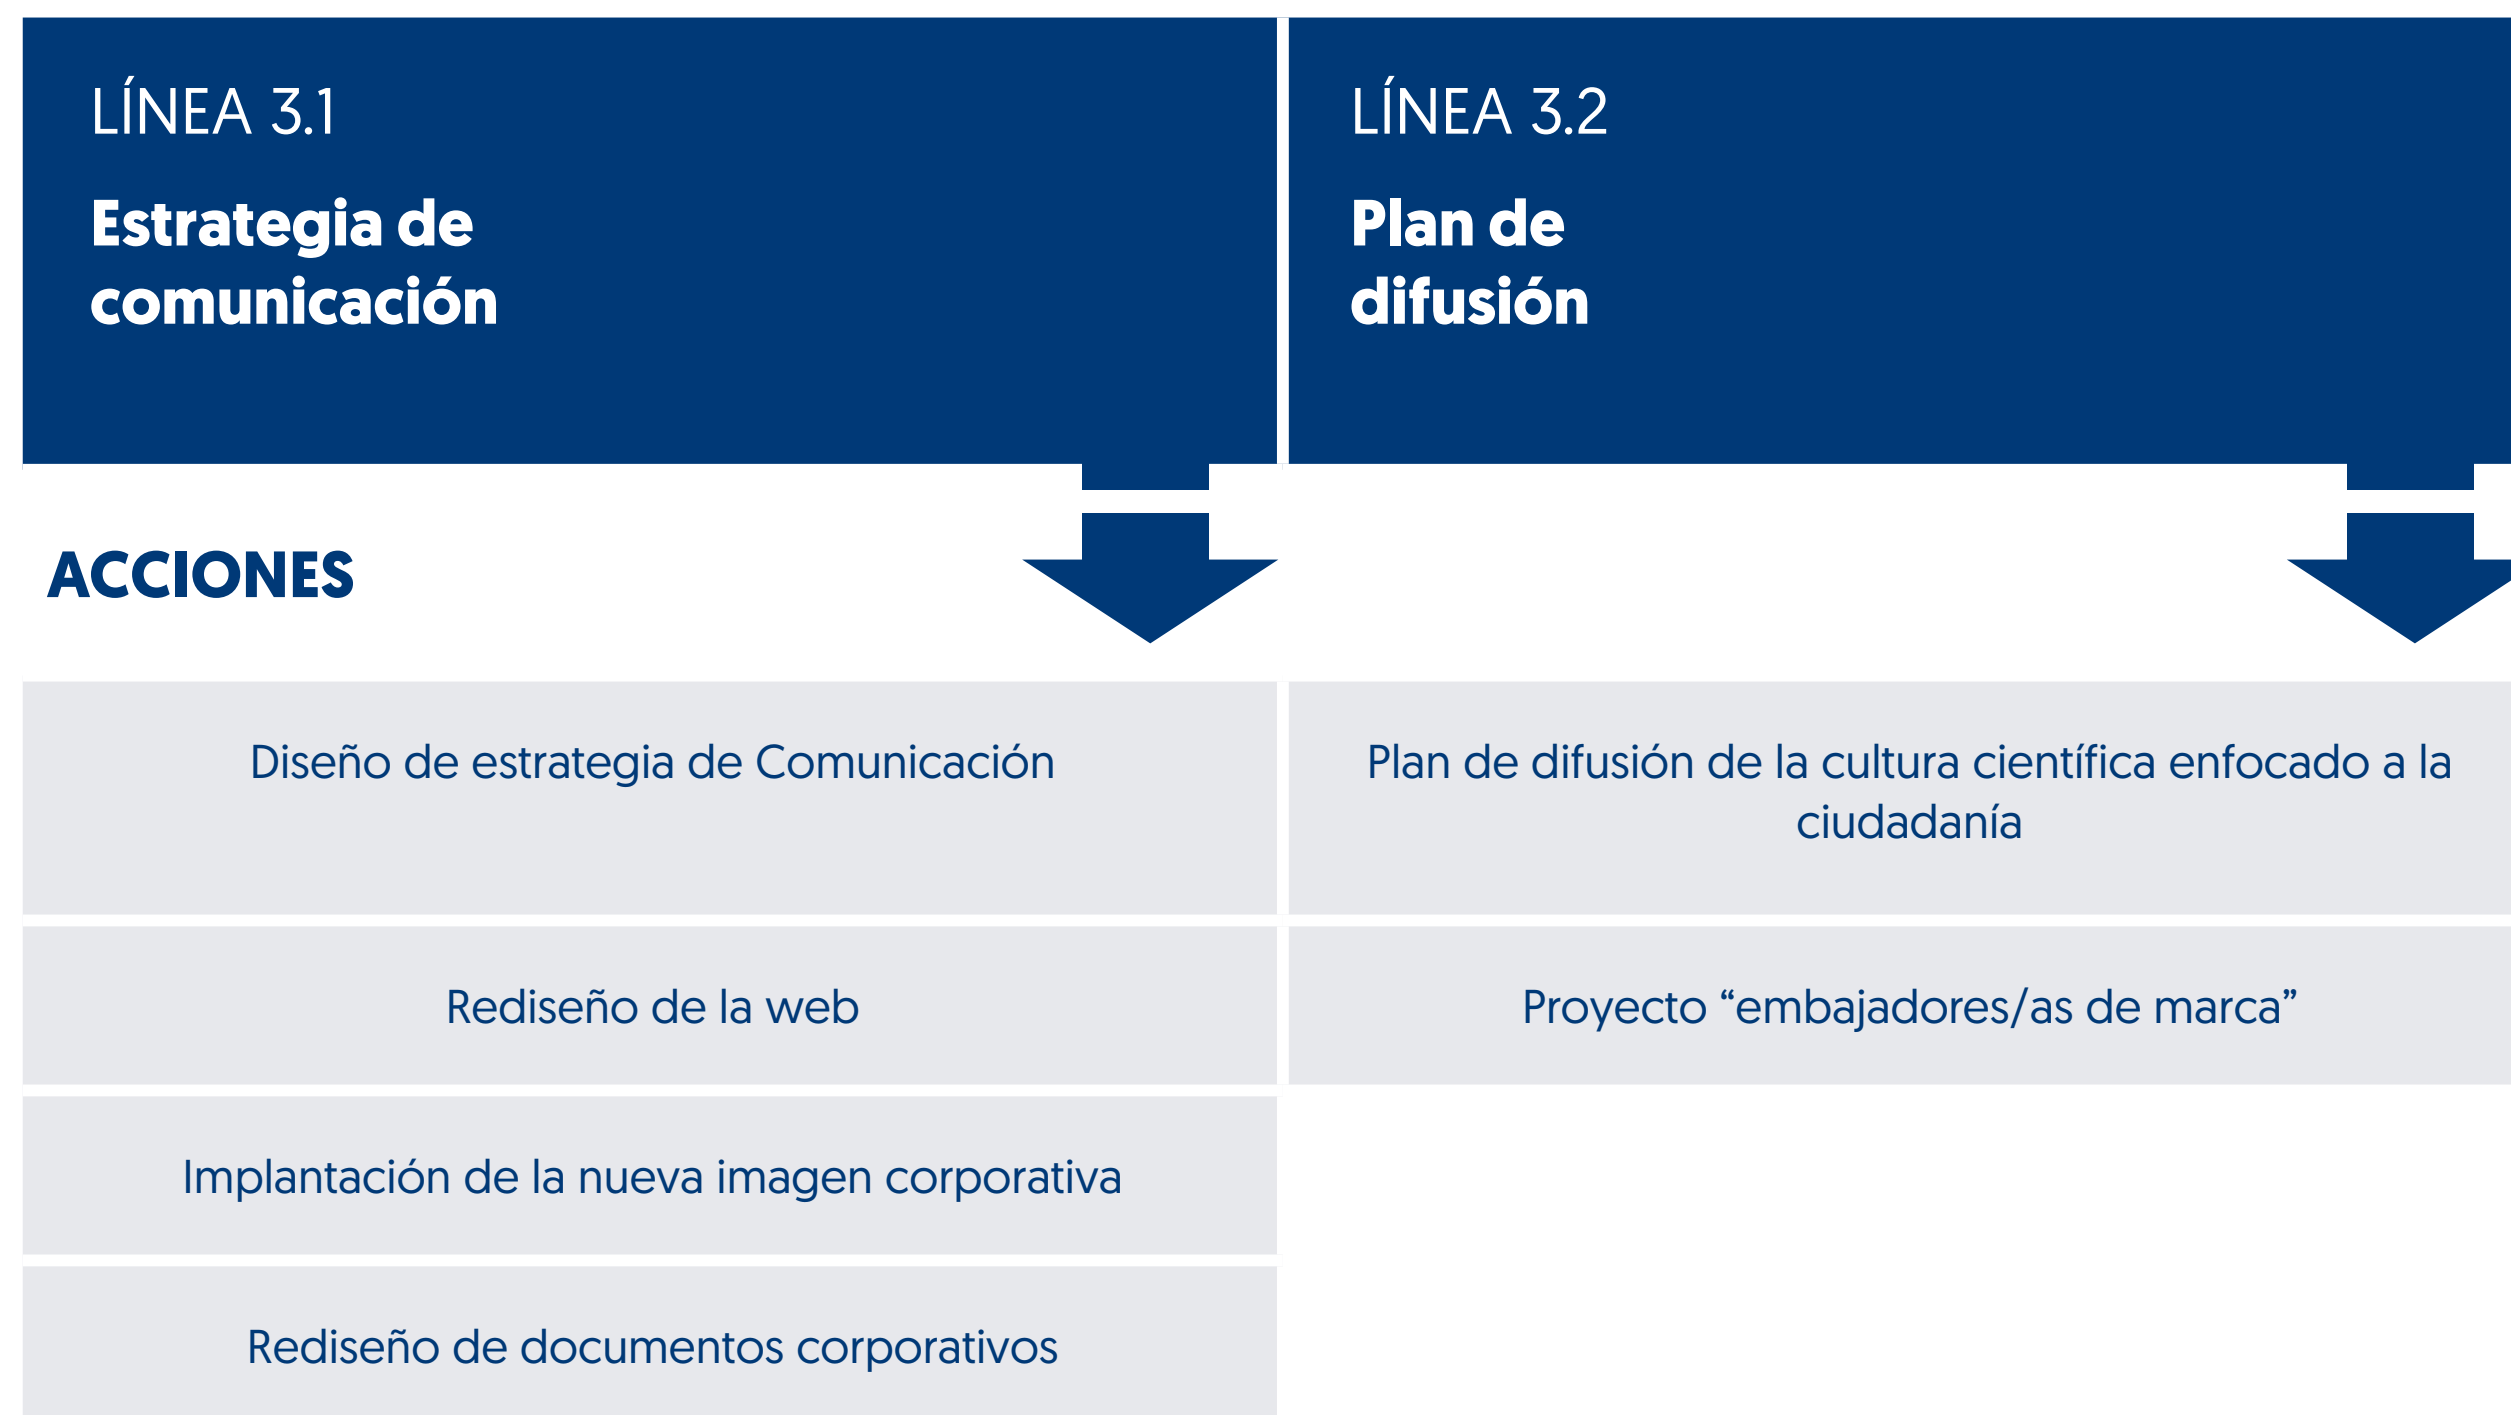 LÍNEA 3.1
Estrategia de
comunicación
LÍNEA 3.2
Plan de
difusión
ACCIONES
Diseño de estrategia de Comunicación
Plan de difusión de la cultura científica enfocado a la
ciudadanía
Rediseño de la web
Proyecto “embajadores/as de marca”
Implantación de la nueva imagen corporativa
Rediseño de documentos corporativos